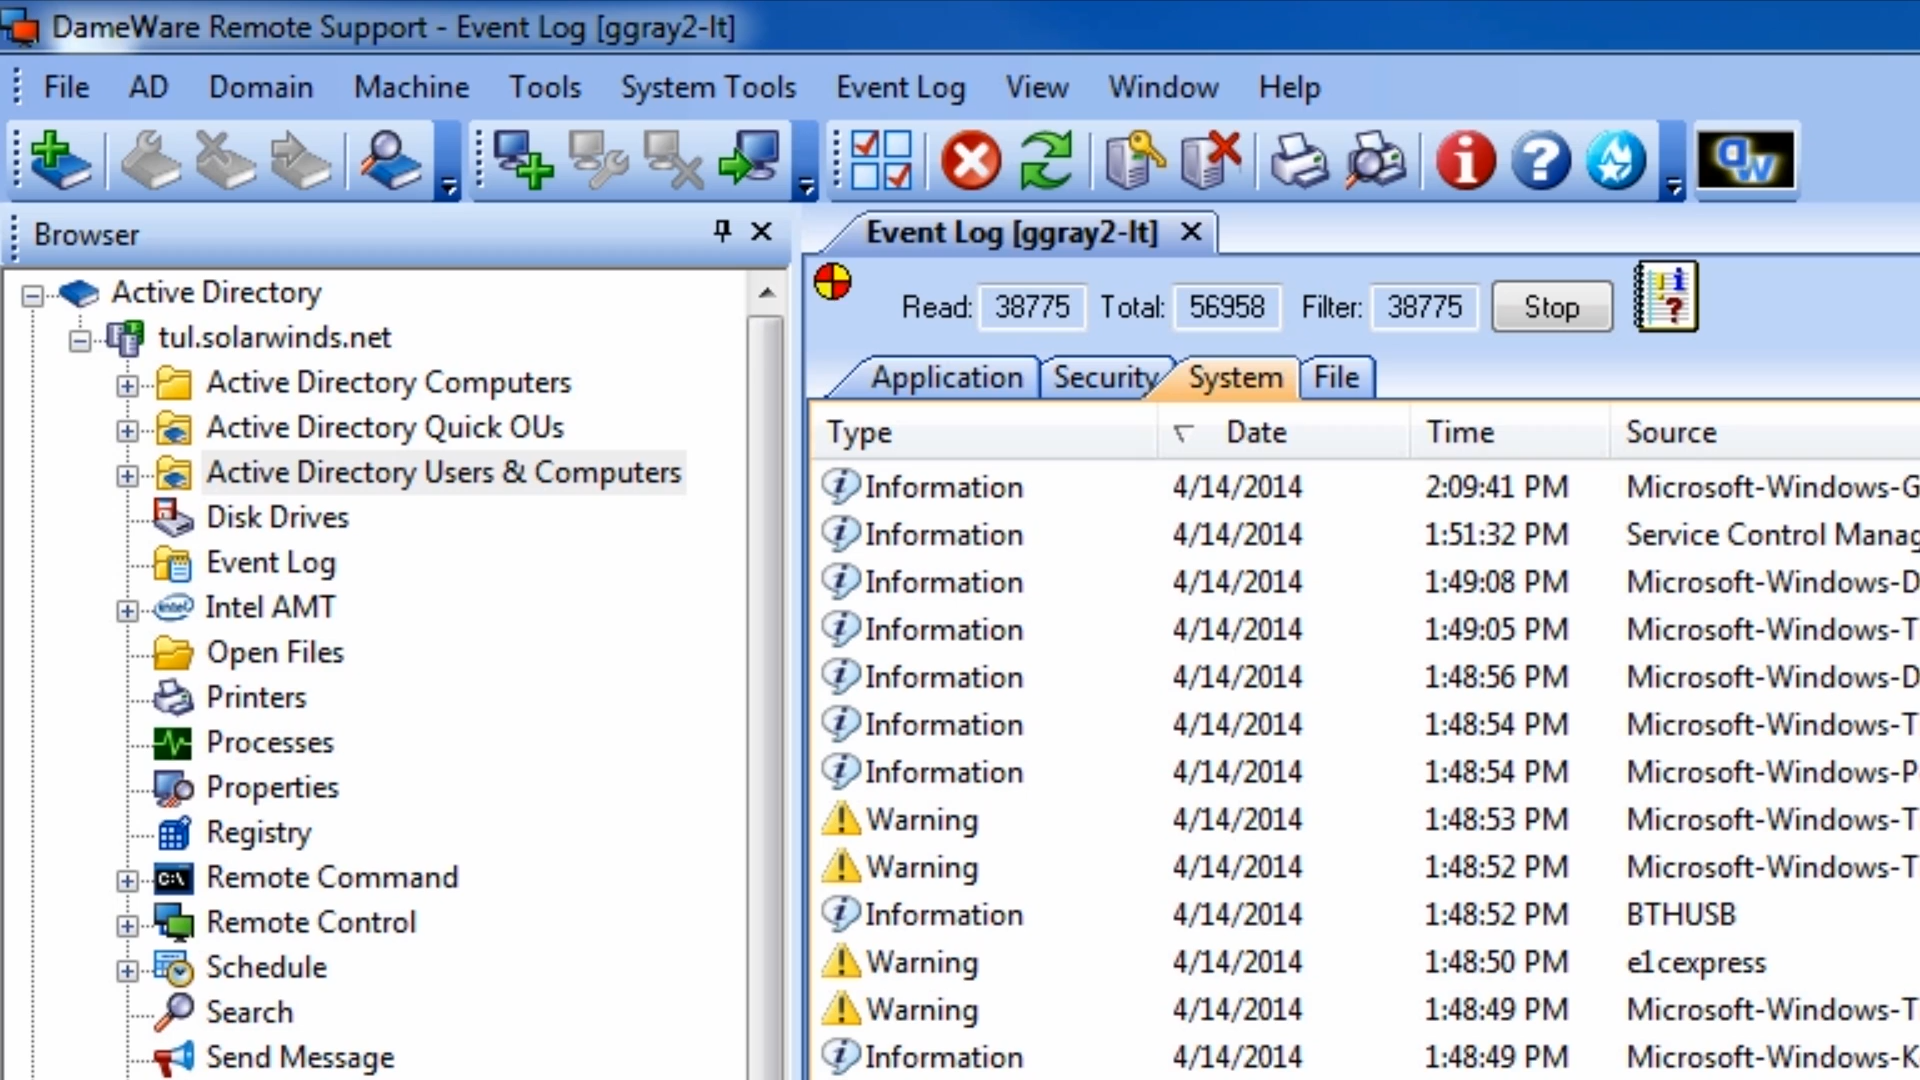 DameWare Remote Support - Event Log [ggray2-lt]
File AD Domain Machine Tools System Tools Event Log View Window Help
Browser
Active Directory
tul.solarwinds.net
Active Directory Computers
Active Directory Quick OUs
Active Directory Users & Computers
Disk Drives
Event Log
Intel AMT
Open Files
Printers
Processes
Properties
Registry
Remote Command
Remote Control
Schedule
Search
Send Message
Event Log [ggray2-lt]
Read: 38775 Total: 56958 Filter: 38775 Stop
Application Security System File
Type Date Time Source
Information 4/14/2014 2:09:41 PM Microsoft-Windows-G
Information 4/14/2014 1:51:32 PM Service Control Manag
Information 4/14/2014 1:49:08 PM Microsoft-Windows-D
Information 4/14/2014 1:49:05 PM Microsoft-Windows-T
Information 4/14/2014 1:48:56 PM Microsoft-Windows-D
Information 4/14/2014 1:48:54 PM Microsoft-Windows-T
Information 4/14/2014 1:48:54 PM Microsoft-Windows-P
Warning 4/14/2014 1:48:53 PM Microsoft-Windows-T
Warning 4/14/2014 1:48:52 PM Microsoft-Windows-T
Information 4/14/2014 1:48:52 PM BTHUSB
Warning 4/14/2014 1:48:50 PM e1cexpress
Warning 4/14/2014 1:48:49 PM Microsoft-Windows-T
Information 4/14/2014 1:48:49 PM Microsoft-Windows-K